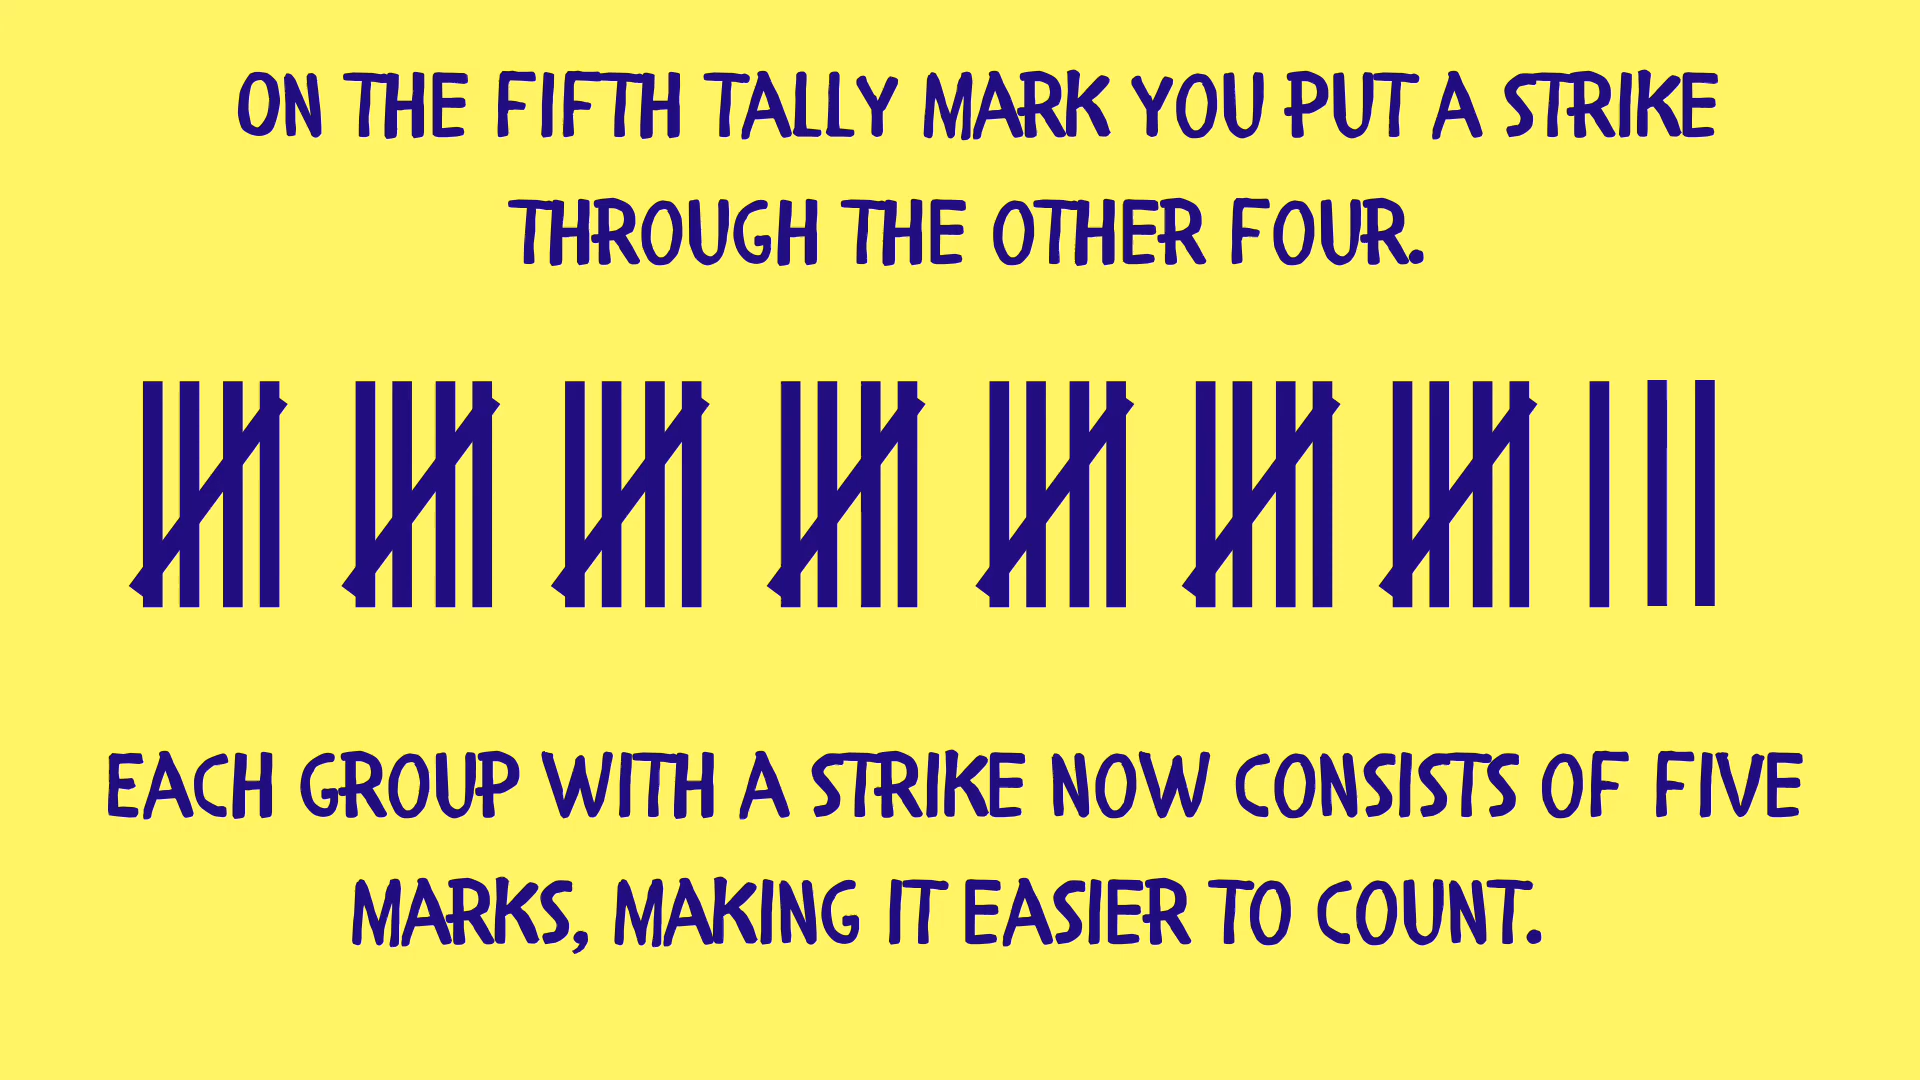 ON THE FIFTH TALLY MARK YOU PUT A STRIKE
THROUGH THE OTHER FOUR.
EACH GROUP WITH A STRIKE NOW CONSISTS OF FIVE
MARKS, MAKING IT EASIER TO COUNT.